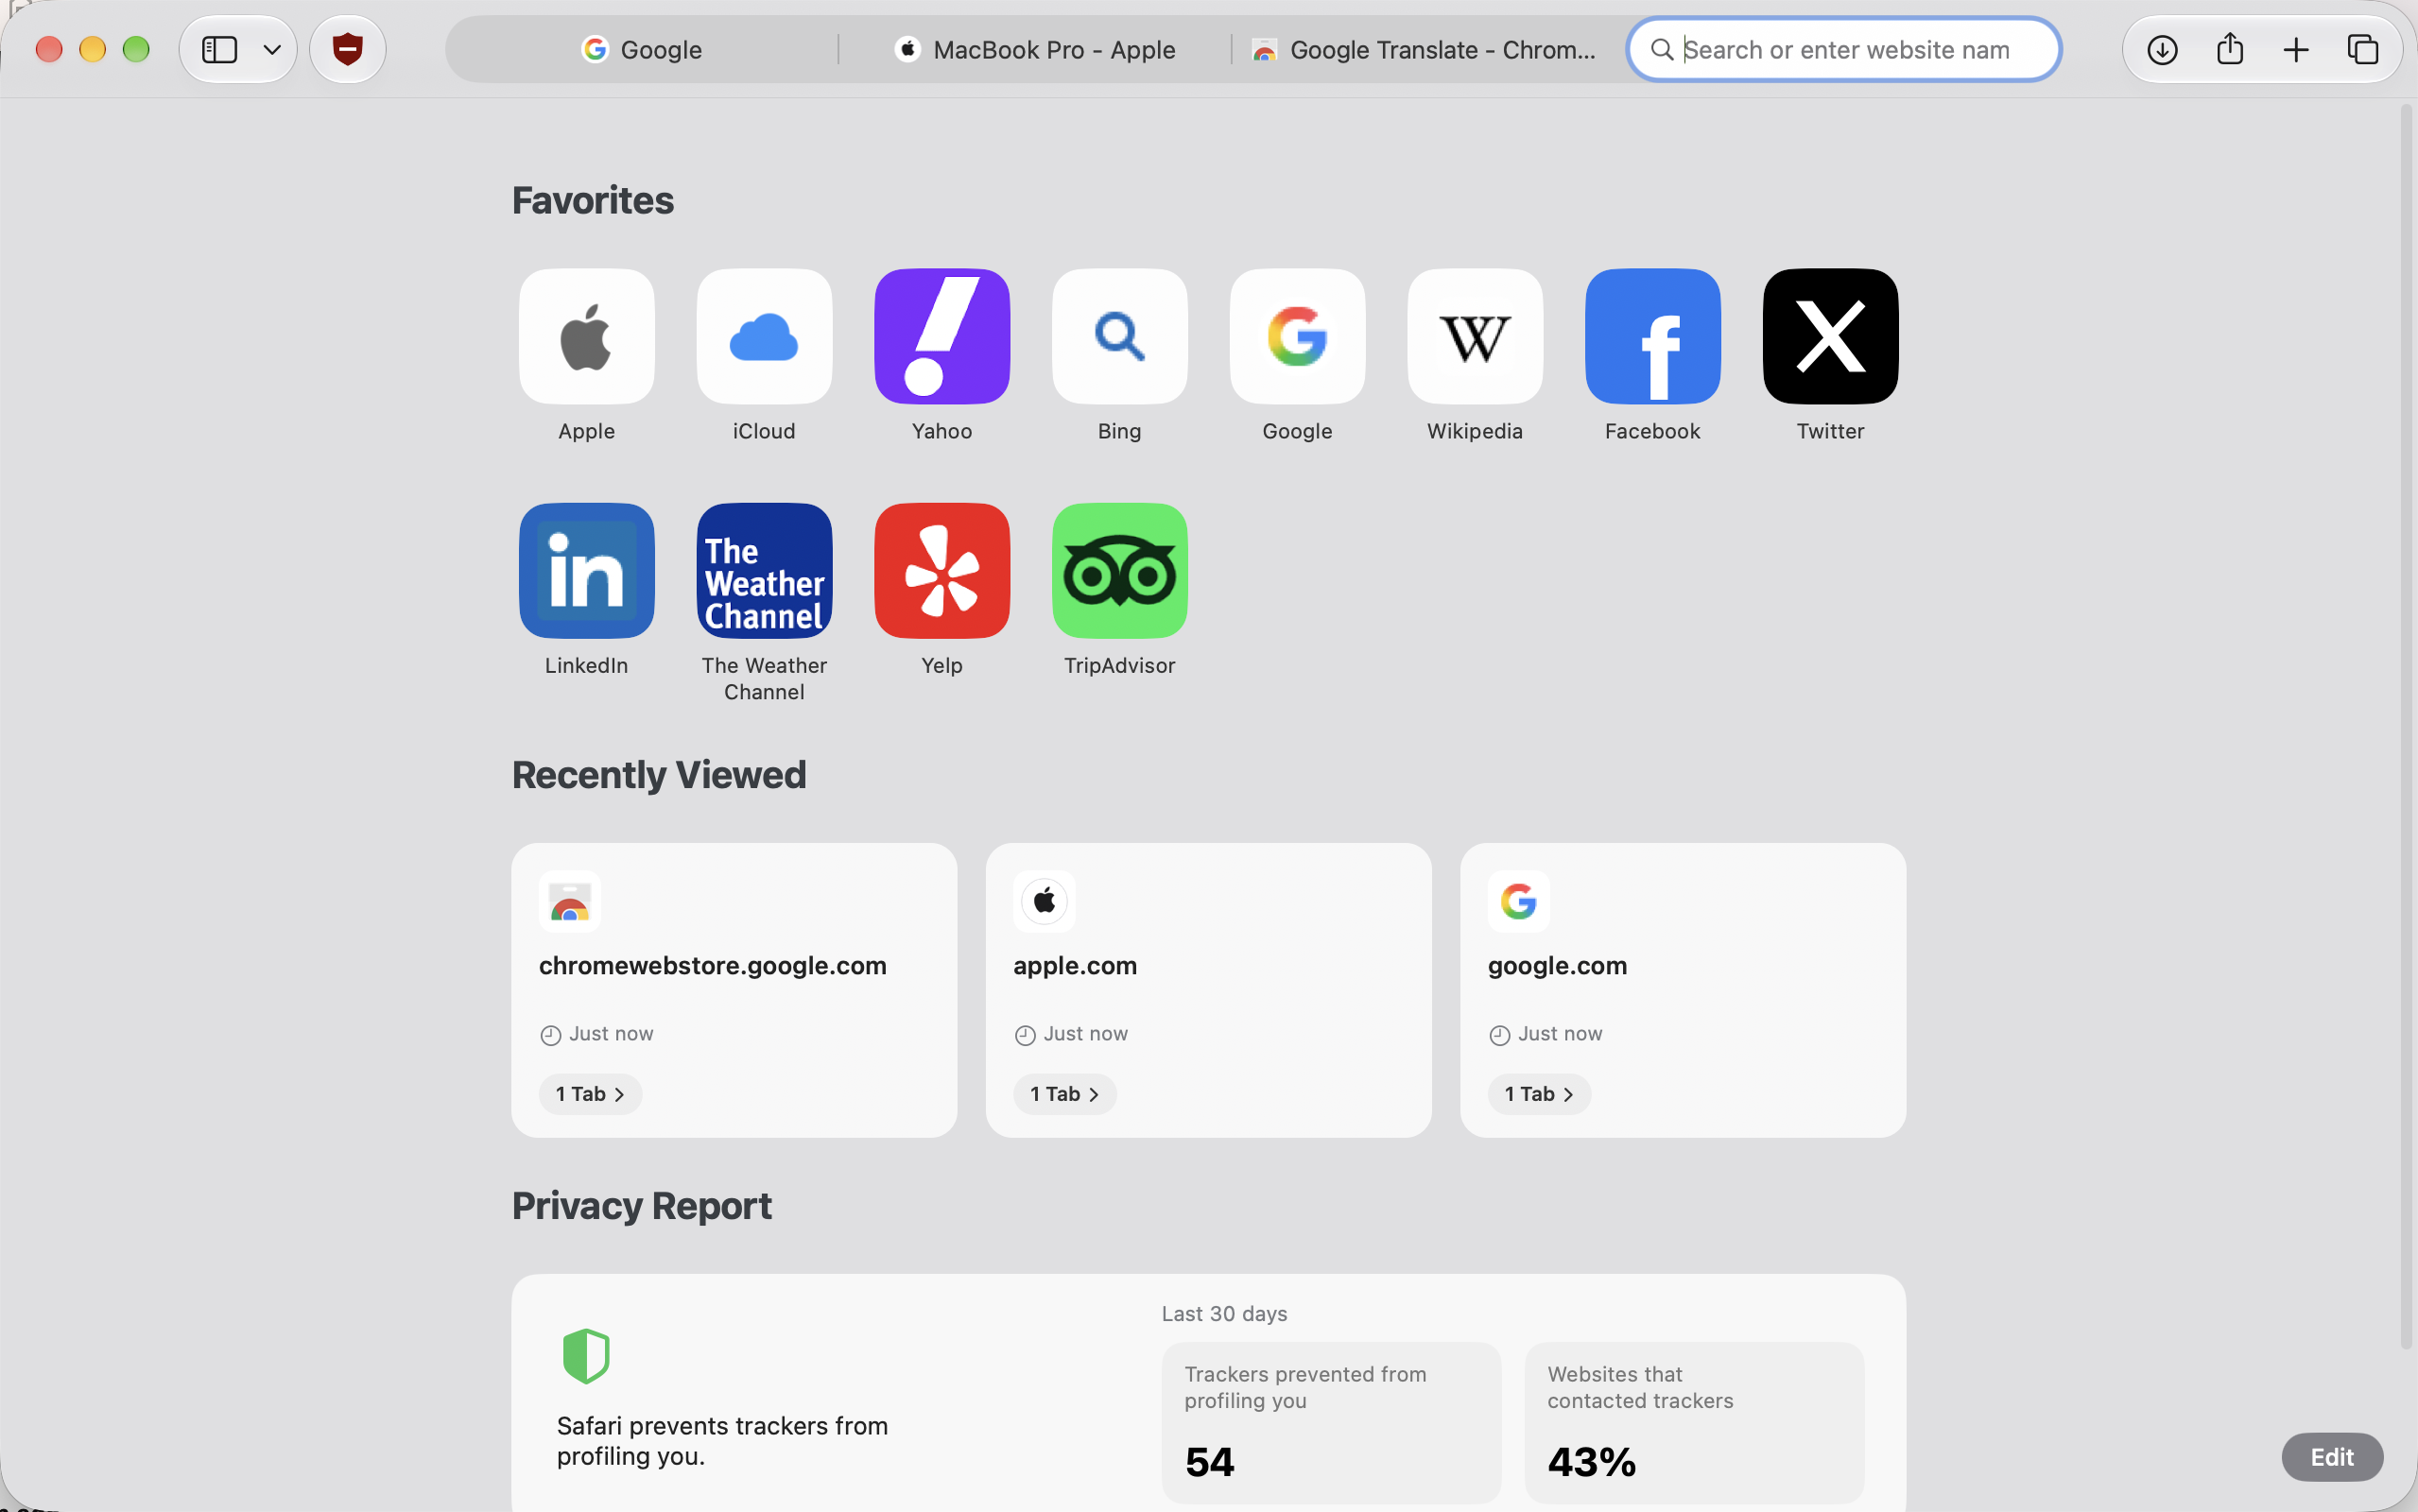 Google
MacBook Pro - Apple
Google Translate - Chrom...
Search or enter website nam
Favorites
Apple
iCloud
Yahoo
Bing
Google
Wikipedia
Facebook
Twitter
in
The
Weather
Channel
LinkedIn
The Weather
Channel
Yelp
TripAdvisor
Recently Viewed
chromewebstore.google.com
Just now
1 Tab >
apple.com
Just now
1 Tab >
google.com
Just now
1 Tab >
Privacy Report
Safari prevents trackers from
profiling you.
Last 30 days
Trackers prevented from
profiling you
54
Websites that
contacted trackers
43%
Edit